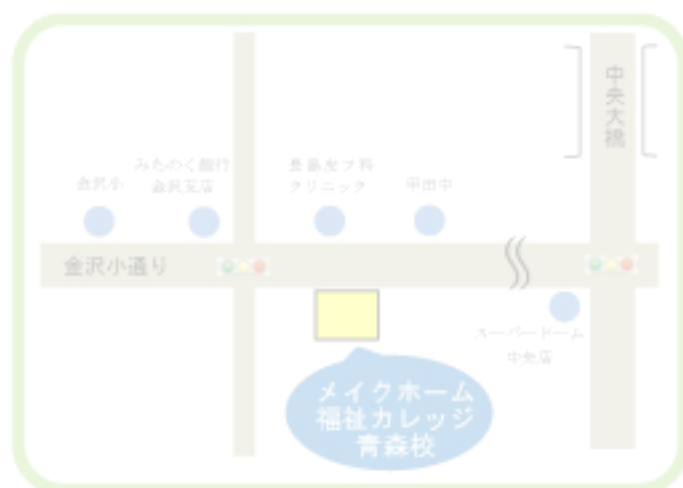 中央大橋
みちのく銀行
金沢支店
金沢小
クリニック
甲田中
金沢小通り
スーパードーム
中央店
メイクホーム
福祉カレッジ
青森校